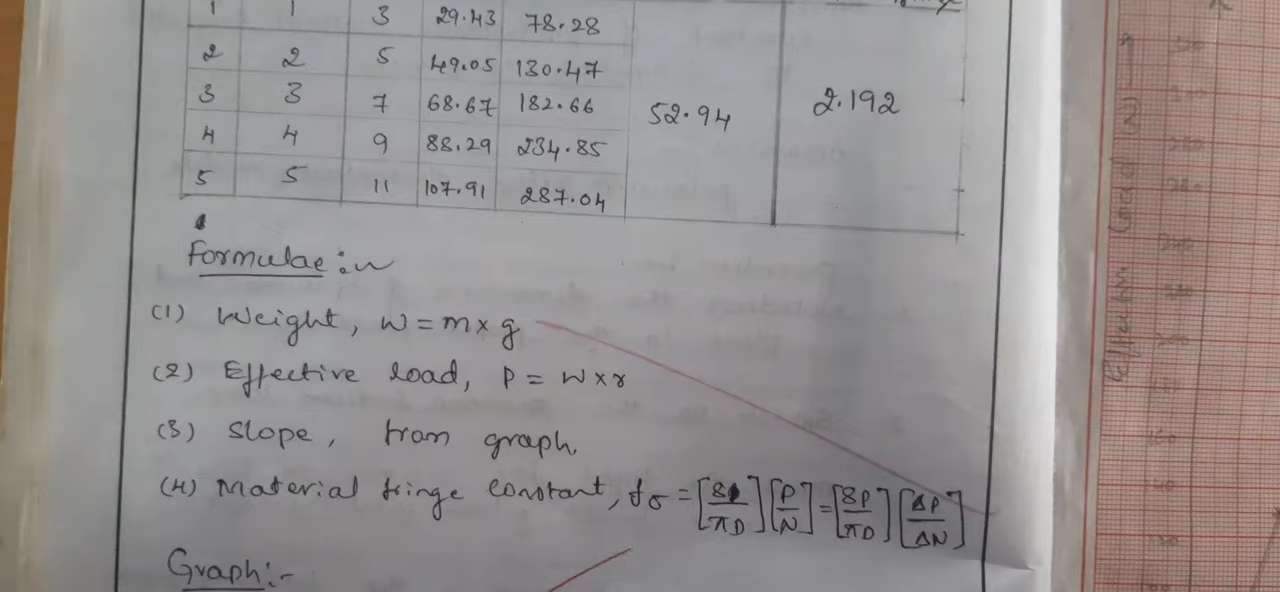 1 1 3 29.43 78.28
2 2 5 49.05 130.47
3 3 7 68.67 182.66 52.94 2.192
4 4 9 88.29 234.85
5 5 11 107.91 287.04
Formulae :~
(1) Weight, W = m x g
(2) Effective load, P = W x r
(3) Slope, from graph.
(4) Material fringe constant, fσ = [8/πD] [P/N] = [8P/πD] [ΔP/ΔN]
Graph:-